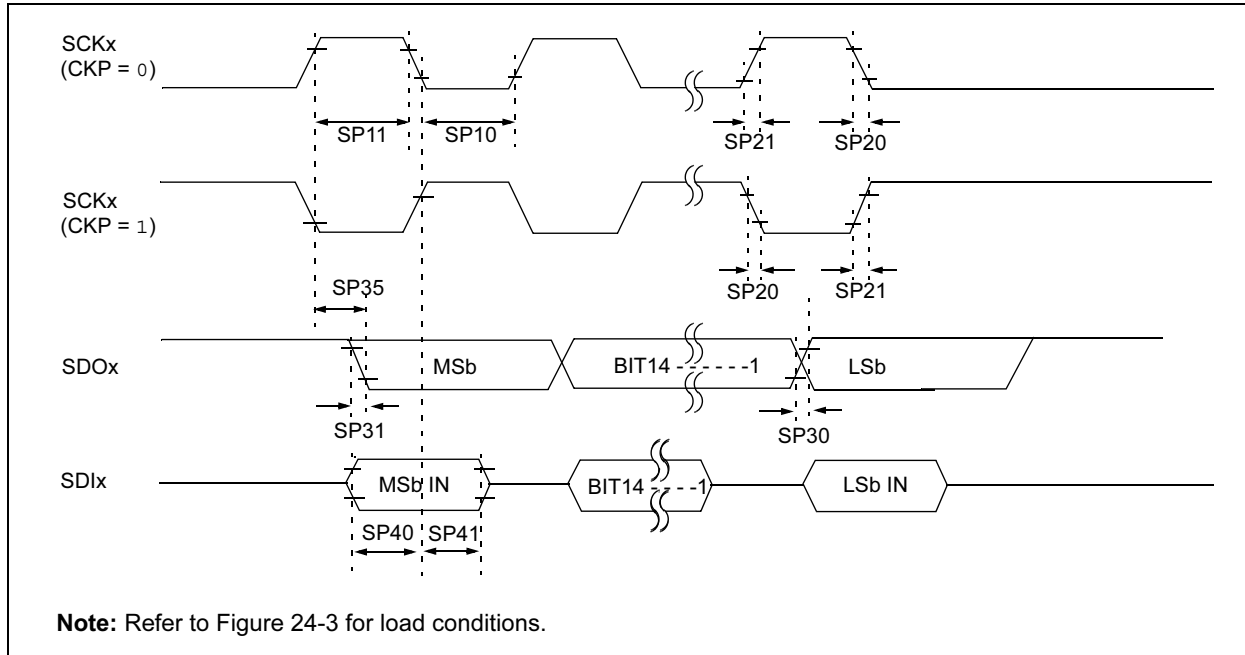 SCKx
(CKP = 0)
SP11
SP10
SP21
SP20
SCKx
(CKP = 1)
SP35
SP20
SP21
SDOx
MSb
BIT14 - - - - - -1
LSb
SP31
SP30
SDIx
MSb IN
BIT14 - - - -1
LSb IN
SP40
SP41
Note: Refer to Figure 24-3 for load conditions.